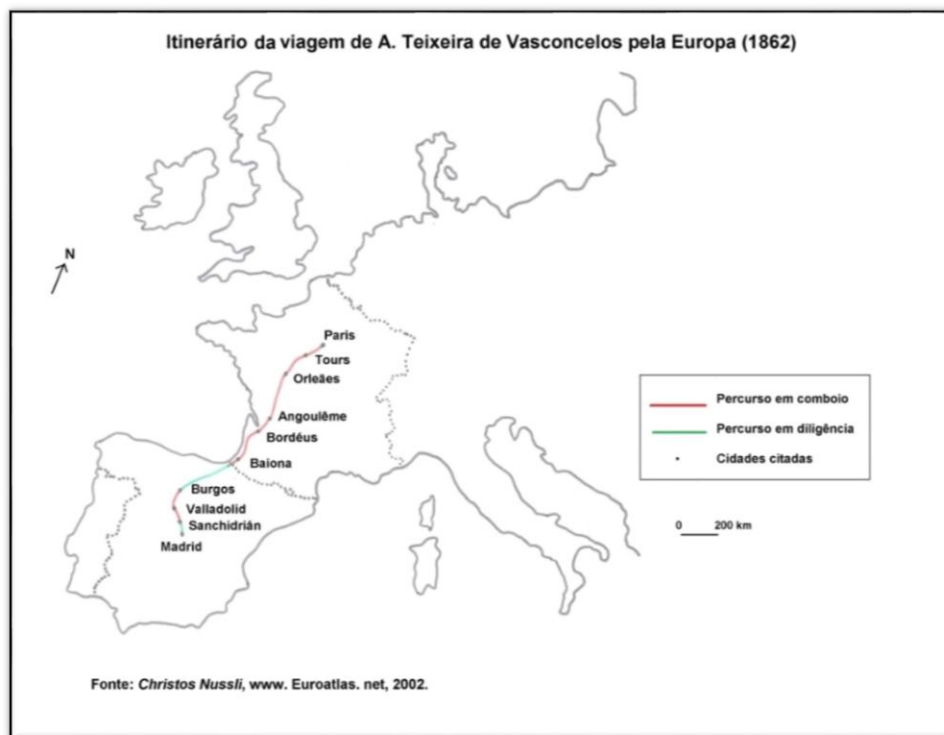 Itinerário da viagem de A. Teixeira de Vasconcelos pela Europa (1862)
N
Paris
Tours
Orleães
Angoulême
Bordéus
Baiona
Burgos
Valladolid
Sanchidrián
Madrid
Percurso em comboio
Percurso em diligência
Cidades citadas
0 200 km
Fonte: Christos Nussli, www. Euroatlas. net, 2002.